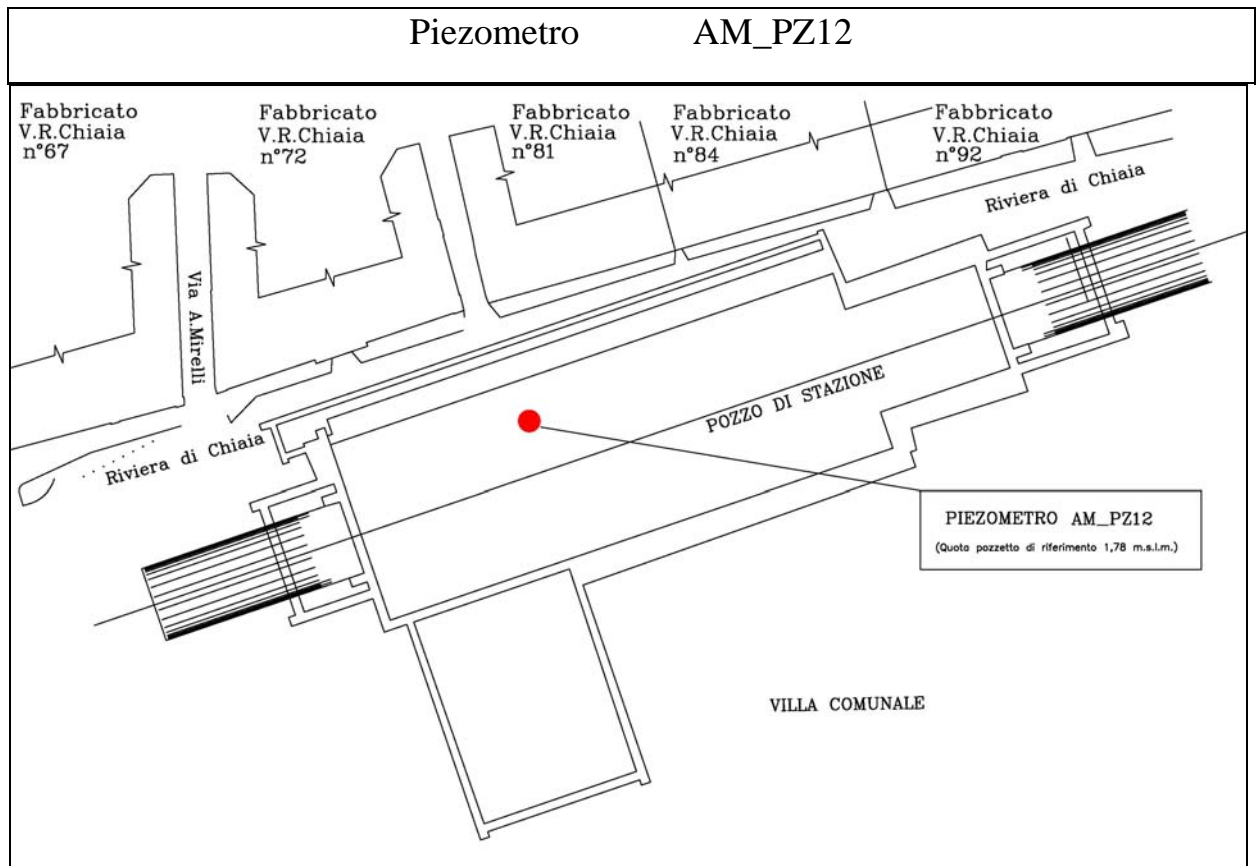 Piezometro AM_PZ12
Fabbricato
V.R.Chiaia
n°67
Fabbricato
V.R.Chiaia
n°72
Fabbricato
V.R.Chiaia
n°81
Fabbricato
V.R.Chiaia
n°84
Fabbricato
V.R.Chiaia
n°92
Riviera di Chiaia
Via A.Mirelli
POZZO DI STAZIONE
Riviera di Chiaia
PIEZOMETRO AM_PZ12
(Quota pozzetto di riferimento 1,78 m.s.l.m.)
VILLA COMUNALE